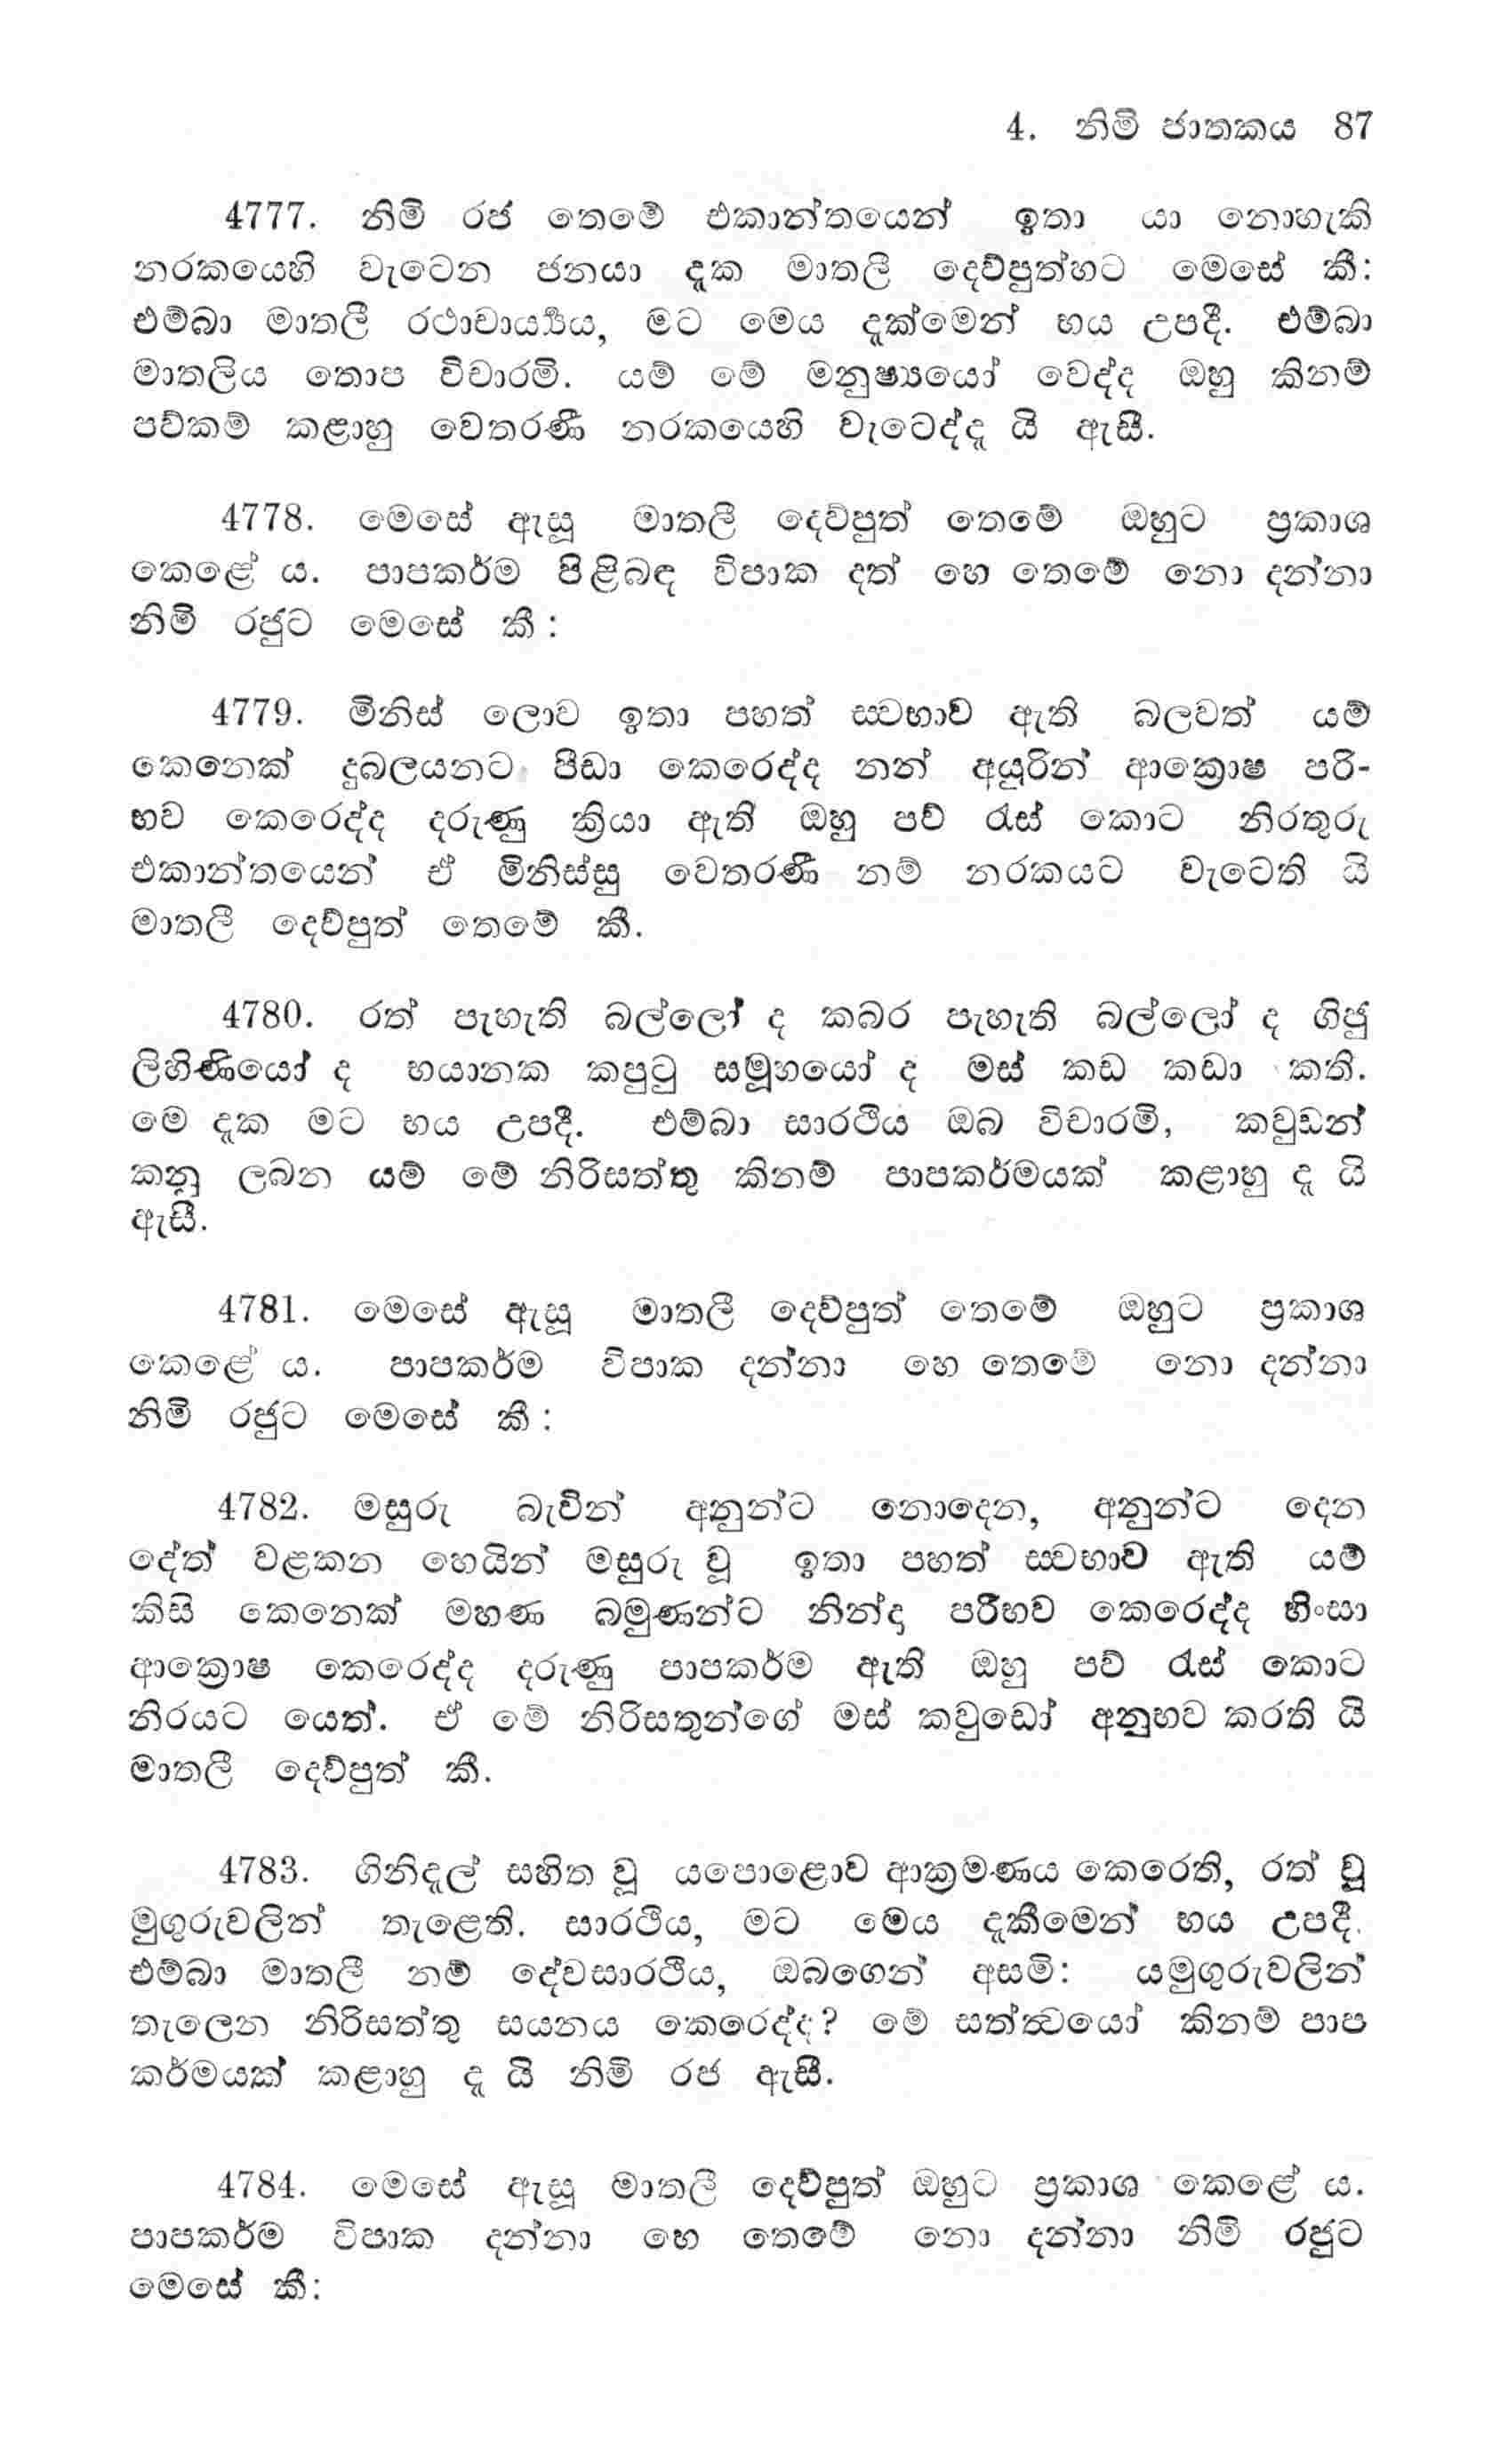 4. නිමි ජාතකය 87
4777. නිමි රජ තෙමේ එකාන්තයෙන් ඉතා යා නොහැකි
නරකයෙහි වැටෙන ජනයා දැක මාතලී දෙව්පුත්හට මෙසේ කී:
එම්බා මාතලී රථාචාර්‍ය්‍යය, මට මෙය දැක්මෙන් භය උපදී. එම්බා
මාතලිය තොප විචාරමි. යම් මේ මනුෂ්‍යයෝ වෙද්ද ඔහු කිනම්
පව්කම් කළාහු වෙතරණී නරකයෙහි වැටෙද්දැ යි ඇසී.
4778. මෙසේ ඇසූ මාතලී දෙව්පුත් තෙමේ ඔහුට ප්‍රකාශ
කෙළේ ය. පාපකර්ම පිළිබඳ විපාක දත් හෙ තෙමේ නො දන්නා
නිමි රජුට මෙසේ කී :
4779. මිනිස් ලොව ඉතා පහත් ස්වභාව ඇති බලවත් යම්
කෙනෙක් දුබලයනට පීඩා කෙරෙද්ද නන් අයුරින් ආක්‍රොෂ පරි-
භව කෙරෙද්ද දරුණු ක්‍රියා ඇති ඔහු පව් රැස් කොට නිරතුරු
එකාන්තයෙන් ඒ මිනිස්සු වෙතරණී නම් නරකයට වැටෙති යි
මාතලී දෙව්පුත් තෙමේ කී.
4780. රත් පැහැති බල්ලෝ ද කබර පැහැති බල්ලෝ ද ගිජු
ලිහිණියෝ ද භයානක කපුටු සමූහයෝ ද මස් කඩ කඩා කති.
මෙ දැක මට භය උපදී. එම්බා සාරථිය ඔබ විචාරමි, කවුඩන්
කනු ලබන යම් මේ නිරිසත්තු කිනම් පාපකර්මයක් කළාහු දැ යි
ඇසී.
4781. මෙසේ ඇසූ මාතලී දෙව්පුත් තෙමේ ඔහුට ප්‍රකාශ
කෙළේ ය. පාපකර්ම විපාක දන්නා හෙ තෙමේ නො දන්නා
නිමි රජුට මෙසේ කී :
4782. මසුරු බැවින් අනුන්ට නොදෙන, අනුන්ට දෙන
දේත් වළකන හෙයින් මසුරු වූ ඉතා පහත් ස්වභාව ඇති යම්
කිසි කෙනෙක් මහණ බමුණන්ට නින්දා පරිභව කෙරෙද්ද හිංසා
ආක්‍රොෂ කෙරෙද්ද දරුණු පාපකර්ම ඇති ඔහු පව් රැස් කොට
නිරයට යෙත්. ඒ මේ නිරිසතුන්ගේ මස් කවුඩෝ අනුභව කරති යි
මාතලී දෙව්පුත් කී.
4783. ගිනිදැල් සහිත වූ යපොළොව ආක්‍රමණය කෙරෙති, රත් වූ
මුගුරුවලින් තැළෙති. සාරථිය, මට මෙය දැකීමෙන් භය උපදී.
එම්බා මාතලී නම් දේවසාරථිය, ඔබගෙන් අසමි: යමුගුරුවලින්
තැලෙන නිරිසත්තු සයනය කෙරෙද්ද? මේ සත්ත්‍වයෝ කිනම් පාප
කර්මයක් කළාහු දැ යි නිමි රජ ඇසී.
4784. මෙසේ ඇසූ මාතලී දෙව්පුත් ඔහුට ප්‍රකාශ කෙළේ ය.
පාපකර්ම විපාක දන්නා හෙ තෙමේ නො දන්නා නිමි රජුට
මෙසේ කී: